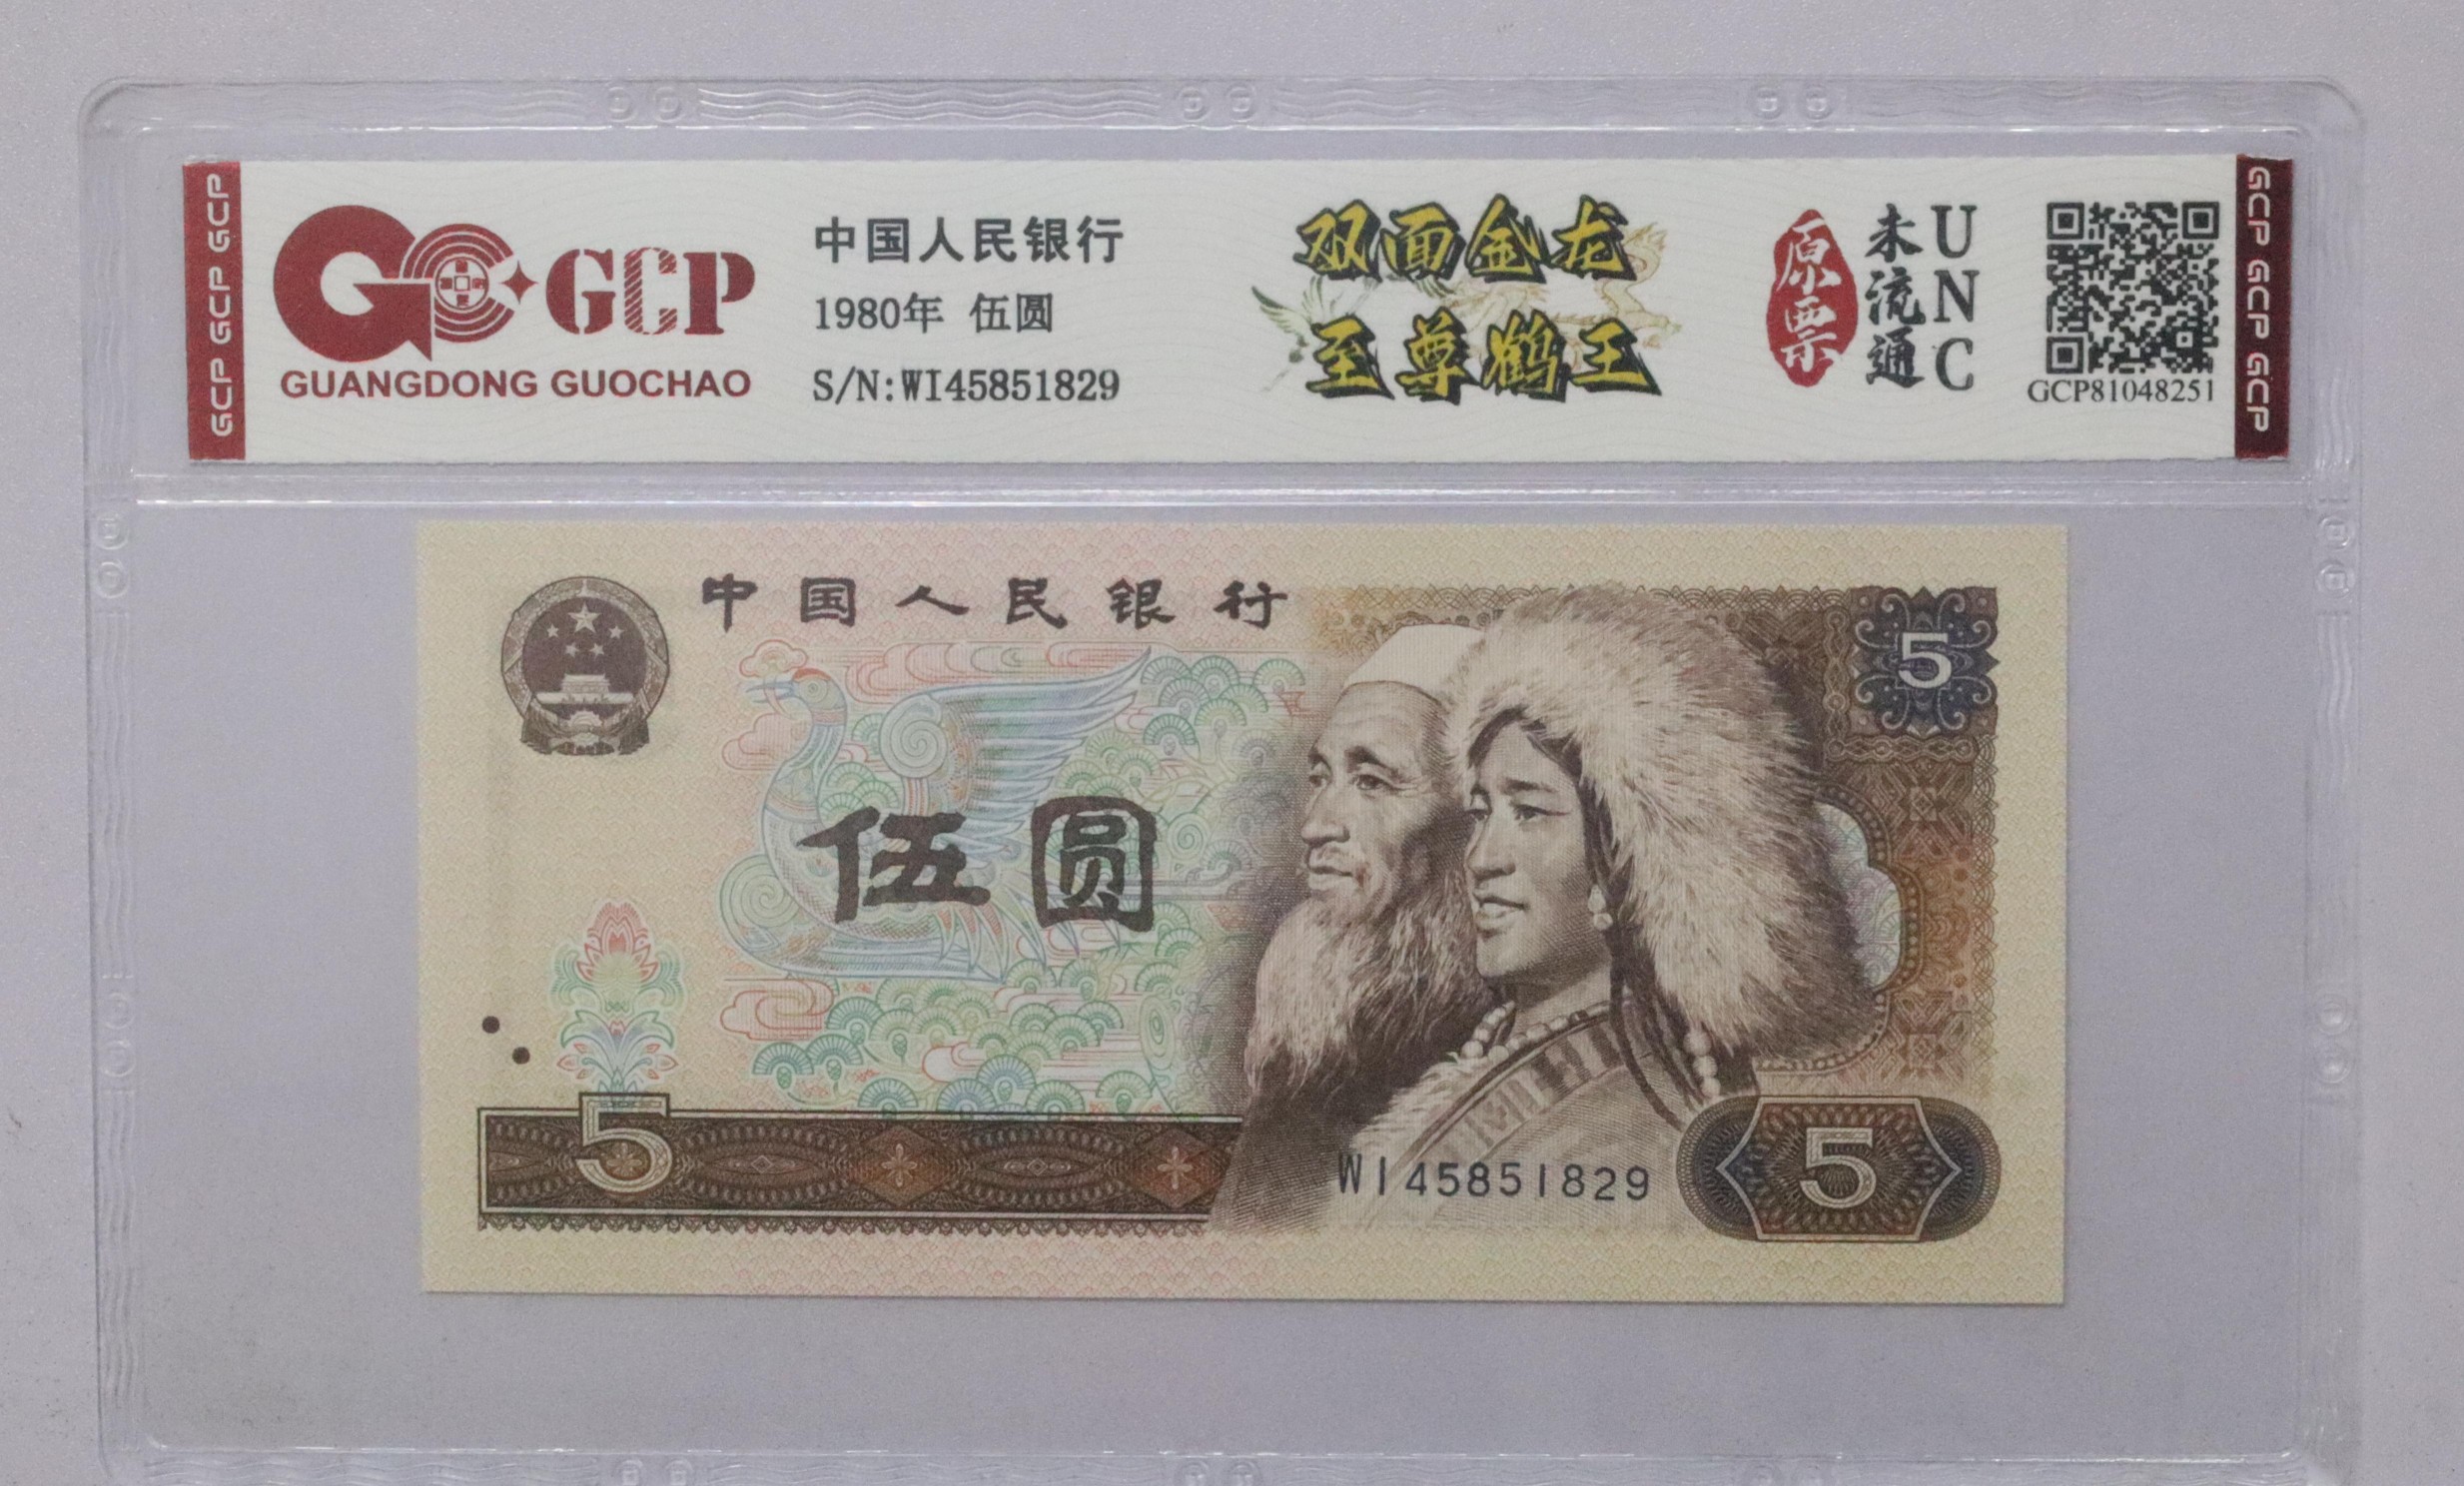 GCP GCP GCP
GCP
GUANGDONG GUOCHAO
中国人民银行
1980年 伍圆
S/N:WI45851829
双面金龙
至尊鹤王
原票
未流通
UNC
GCP81048251
GCP GCP GCP
中国人民银行
5
伍圆
5
WI45851829
5